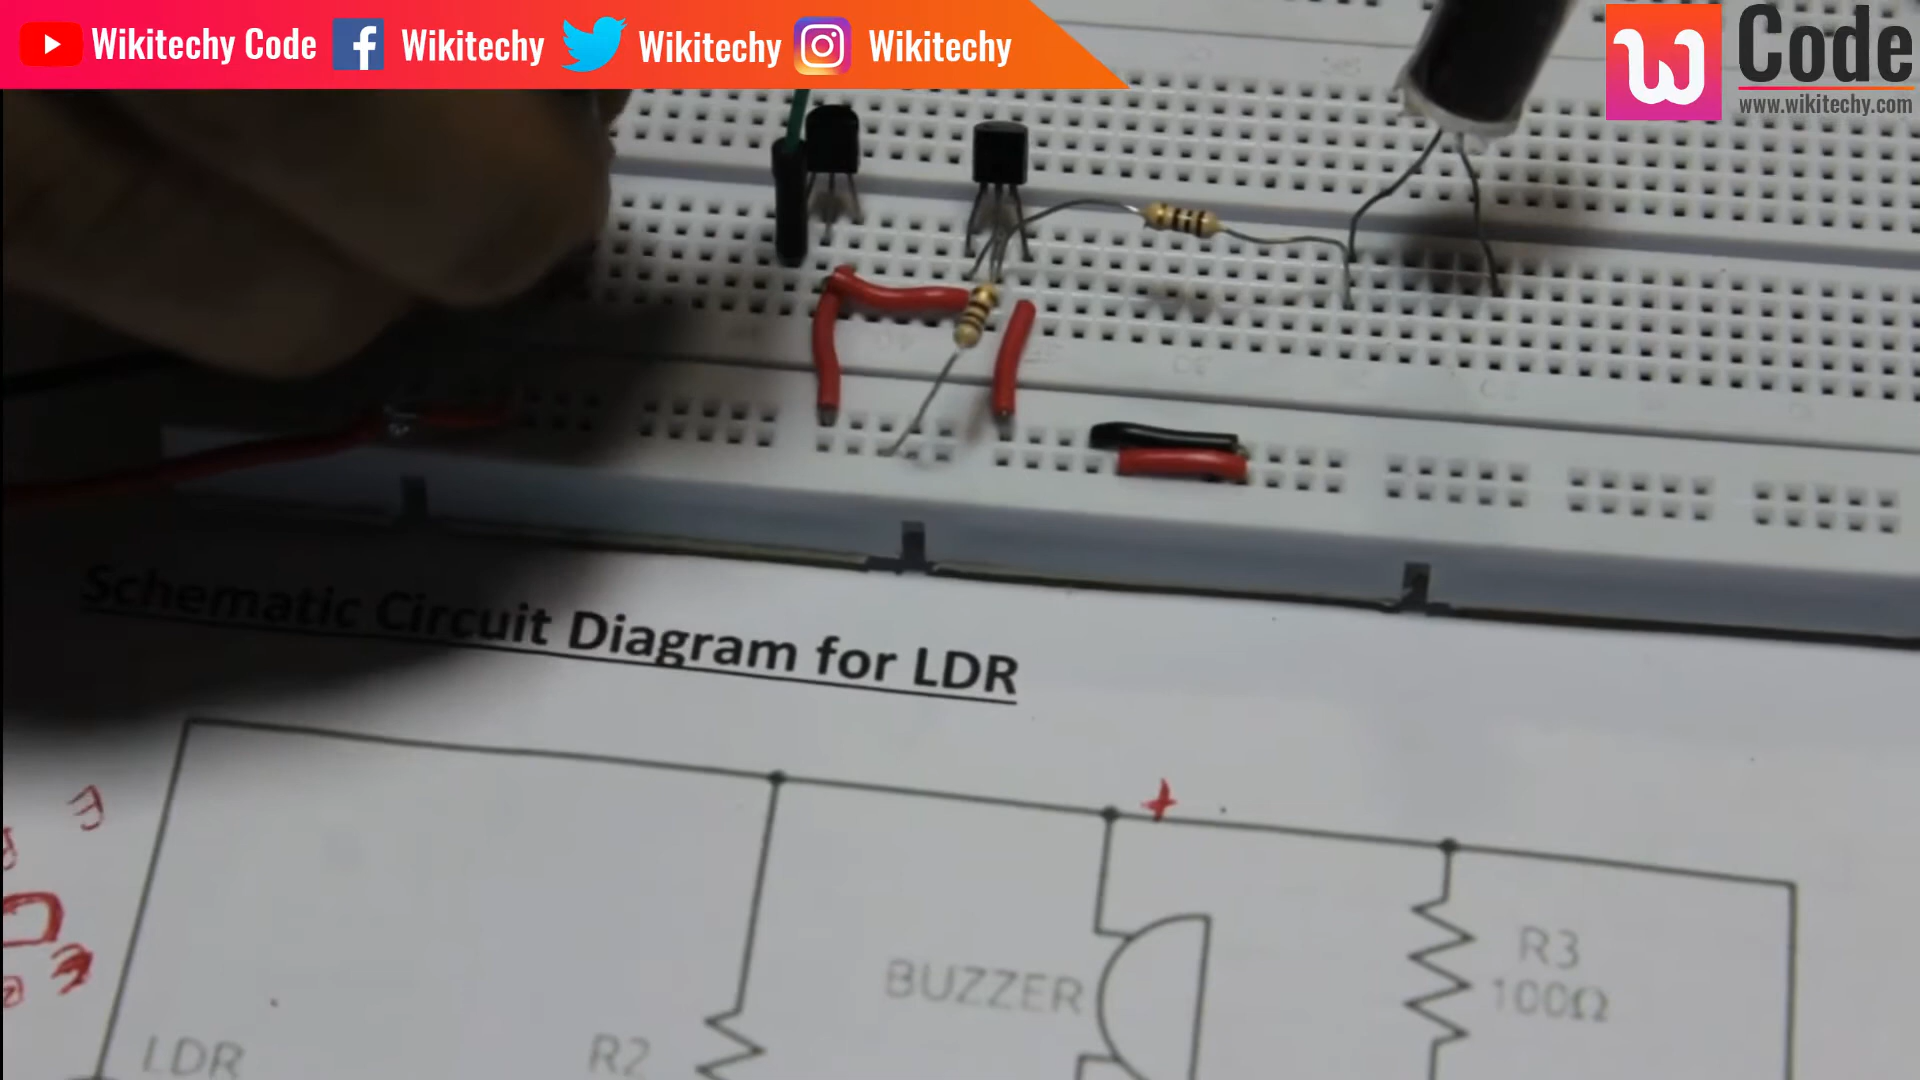 Wikitechy Code Wikitechy Wikitechy Wikitechy
W Code
www.wikitechy.com
Schematic Circuit Diagram for LDR
+
BUZZER
R3
100Ω
LDR
R2